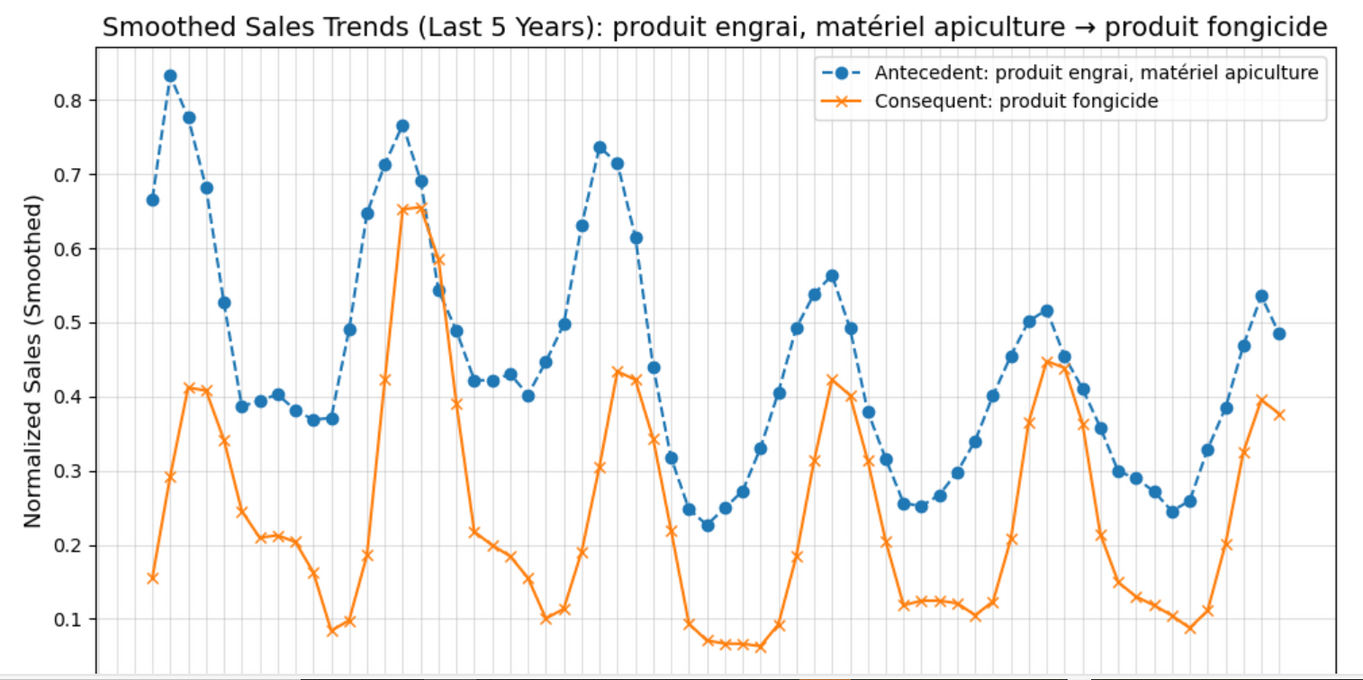 Smoothed Sales Trends (Last 5 Years): produit engrai, matériel apiculture → produit fongicide
Antecedent: produit engrai, matériel apiculture
Consequent: produit fongicide
Normalized Sales (Smoothed)
0.8
0.7
0.6
0.5
0.4
0.3
0.2
0.1